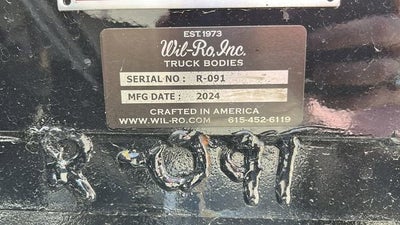 EST.1973
Wil-Ro, Inc.
TRUCK BODIES
SERIAL NO : R-091
MFG DATE : 2024
CRAFTED IN AMERICA
WWW.WIL-RO.COM 615-452-6119
R-091